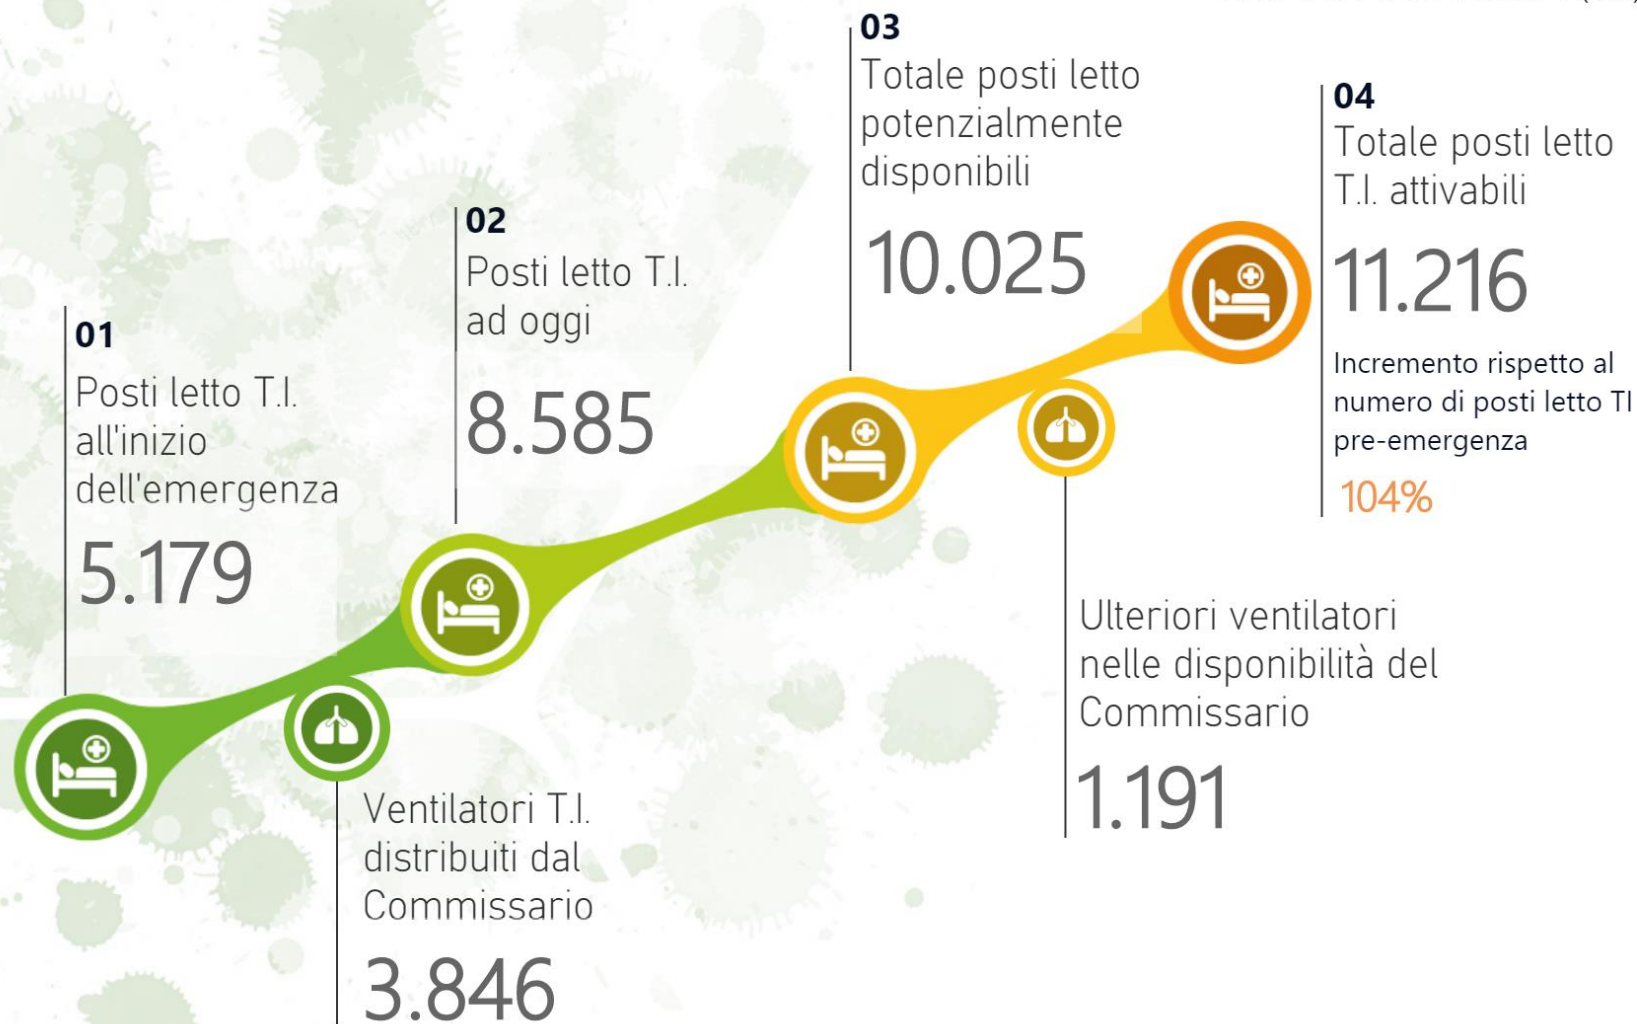 01
Posti letto T.I.
all'inizio
dell'emergenza
5.179
Ventilatori T.I.
distribuiti dal
Commissario
3.846
02
Posti letto T.I.
ad oggi
8.585
03
Totale posti letto
potenzialmente
disponibili
10.025
Ulteriori ventilatori
nelle disponibilità del
Commissario
1.191
04
Totale posti letto
T.I. attivabili
11.216
Incremento rispetto al
numero di posti letto TI
pre-emergenza
104%